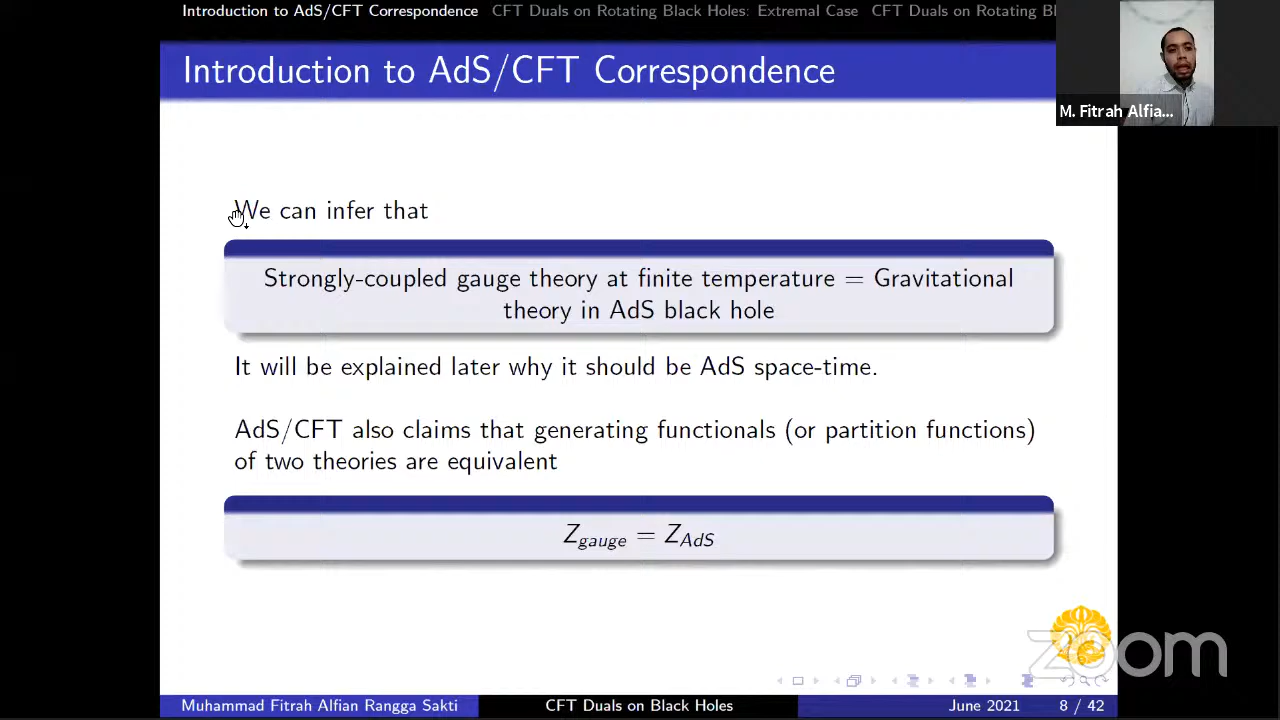 Introduction to AdS/CFT Correspondence CFT Duals on Rotating Black Holes: Extremal Case CFT Duals on Rotating Bl
Introduction to AdS/CFT Correspondence
M. Fitrah Alfia...
We can infer that
Strongly-coupled gauge theory at finite temperature = Gravitational
theory in AdS black hole
It will be explained later why it should be AdS space-time.
AdS/CFT also claims that generating functionals (or partition functions)
of two theories are equivalent
Z_gauge = Z_AdS
zoom
Muhammad Fitrah Alfian Rangga Sakti CFT Duals on Black Holes June 2021 8 / 42